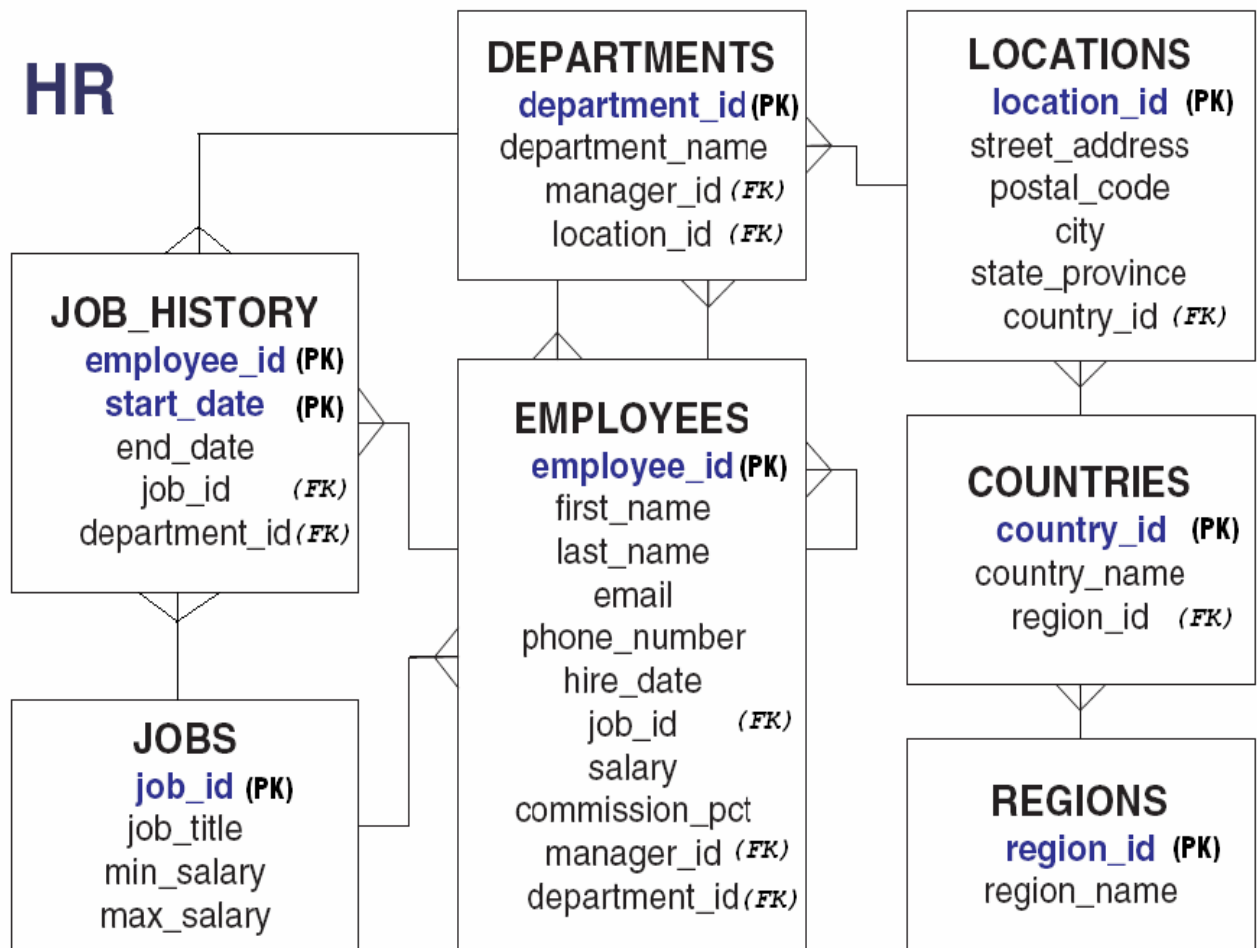 HR
DEPARTMENTS
department_id (PK)
department_name
manager_id (FK)
location_id (FK)
LOCATIONS
location_id (PK)
street_address
postal_code
city
state_province
country_id (FK)
JOB_HISTORY
employee_id (PK)
start_date (PK)
end_date
job_id (FK)
department_id (FK)
EMPLOYEES
employee_id (PK)
first_name
last_name
email
phone_number
hire_date
job_id (FK)
salary
commission_pct
manager_id (FK)
department_id (FK)
COUNTRIES
country_id (PK)
country_name
region_id (FK)
JOBS
job_id (PK)
job_title
min_salary
max_salary
REGIONS
region_id (PK)
region_name